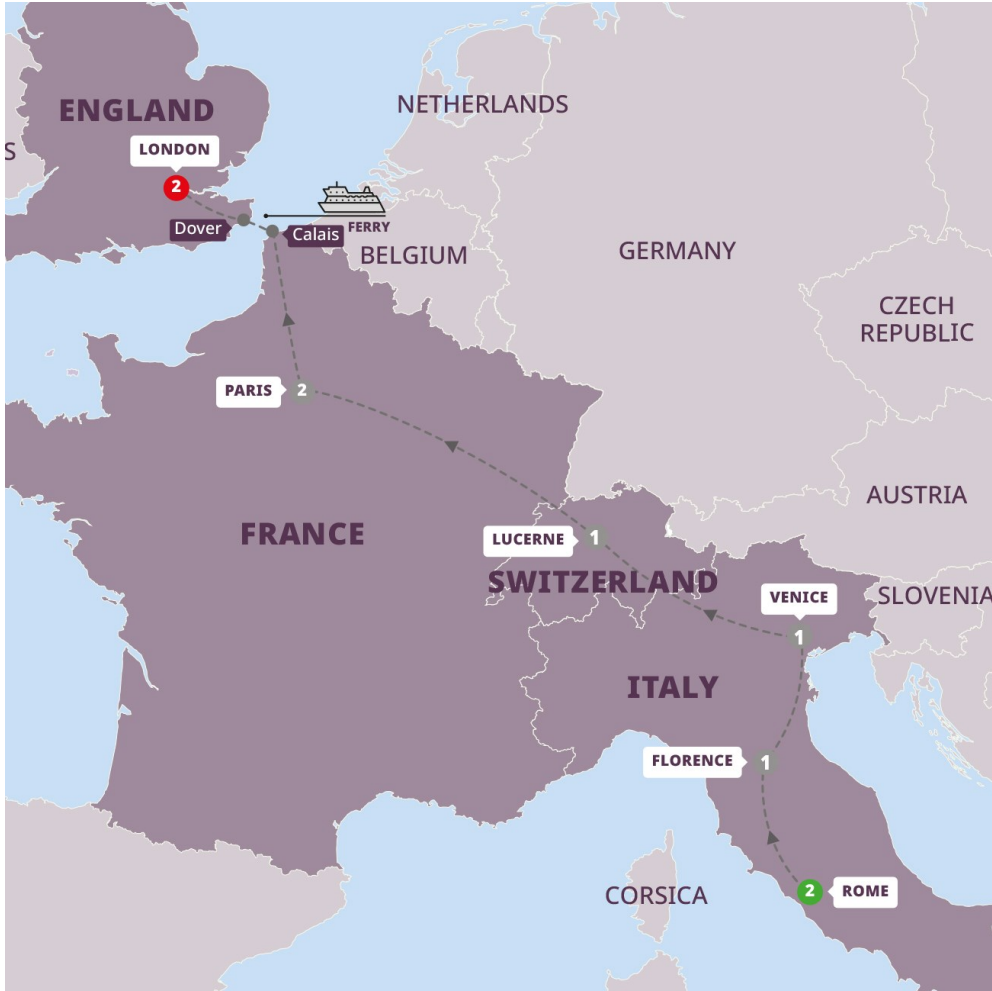 NETHERLANDS
ENGLAND
LONDON
S
2
Dover
Calais
FERRY
BELGIUM
GERMANY
CZECH
REPUBLIC
PARIS
2
AUSTRIA
FRANCE
LUCERNE
1
SWITZERLAND
VENICE
SLOVENIA
1
ITALY
FLORENCE
1
CORSICA
2
ROME